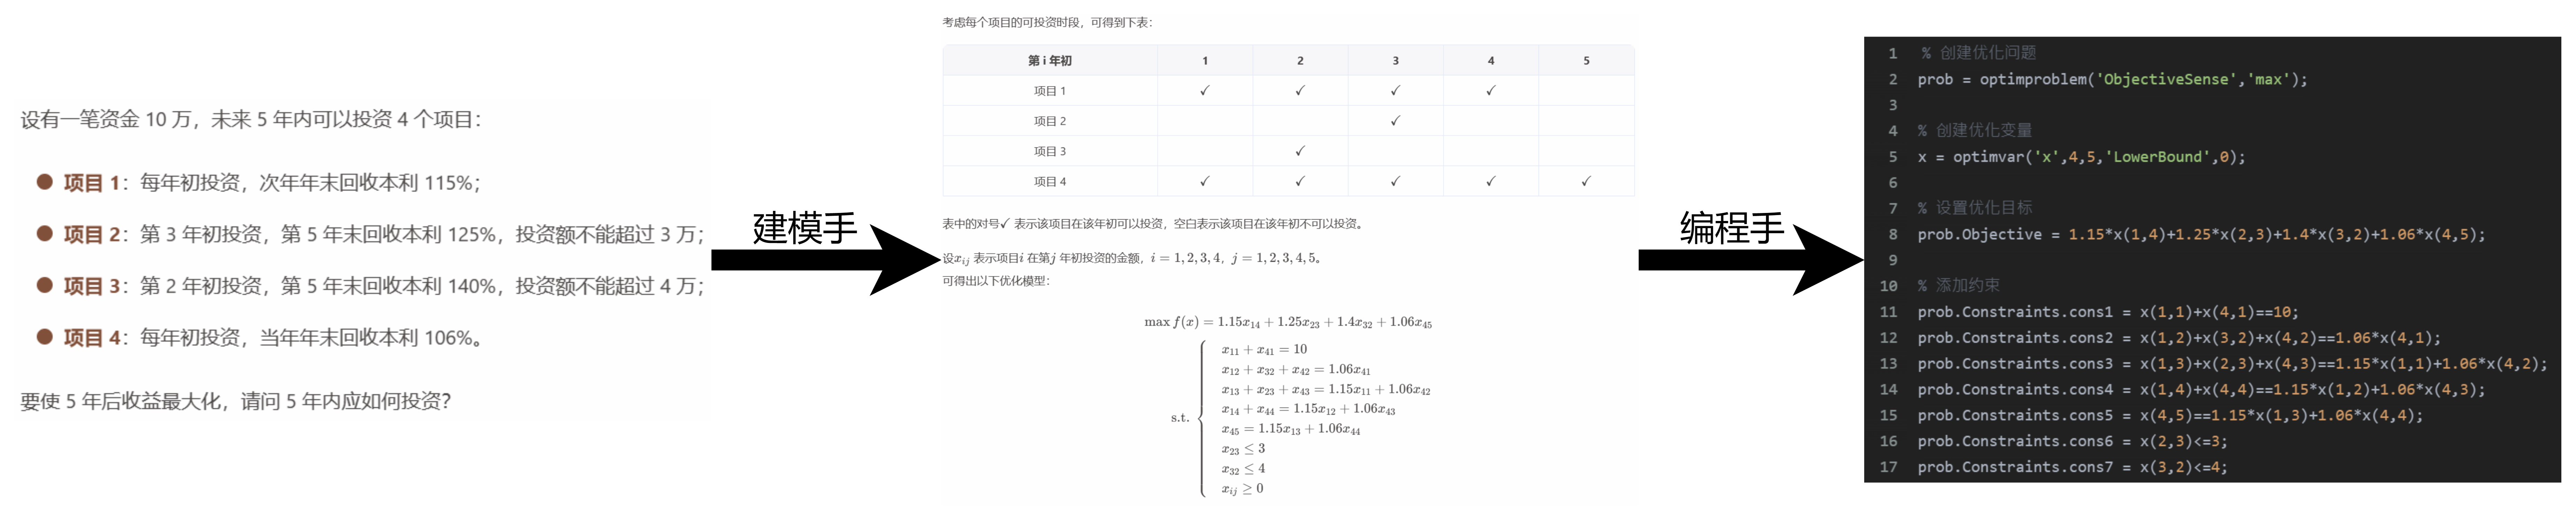 设有一笔资金 10 万，未来 5 年内可以投资 4 个项目：
项目 1：每年初投资，次年年末回收本利 115%；
项目 2：第 3 年初投资，第 5 年末回收本利 125%，投资额不能超过 3 万；
项目 3：第 2 年初投资，第 5 年末回收本利 140%，投资额不能超过 4 万；
项目 4：每年初投资，当年年末回收本利 106%。
要使 5 年后收益最大化，请问 5 年内应如何投资？
建模手
考虑每个项目的可投资时段，可得到下表：
第 i 年初 1 2 3 4 5
项目 1 ✓ ✓ ✓ ✓
项目 2 ✓
项目 3 ✓
项目 4 ✓ ✓ ✓ ✓ ✓
表中的对号✓ 表示该项目在该年初可以投资，空白表示该项目在该年初不可以投资。
设x_{ij} 表示项目i 在第j 年初投资的金额，i = 1, 2, 3, 4，j = 1, 2, 3, 4, 5。
可得出以下优化模型：
max f(x) = 1.15x_{14} + 1.25x_{23} + 1.4x_{32} + 1.06x_{45}
s.t.
x_{11} + x_{41} = 10
x_{12} + x_{32} + x_{42} = 1.06x_{41}
x_{13} + x_{23} + x_{43} = 1.15x_{11} + 1.06x_{42}
x_{14} + x_{44} = 1.15x_{12} + 1.06x_{43}
x_{45} = 1.15x_{13} + 1.06x_{44}
x_{23} ≤ 3
x_{32} ≤ 4
x_{ij} ≥ 0
编程手
1 % 创建优化问题
2 prob = optimproblem('ObjectiveSense','max');
3
4 % 创建优化变量
5 x = optimvar('x',4,5,'LowerBound',0);
6
7 % 设置优化目标
8 prob.Objective = 1.15*x(1,4)+1.25*x(2,3)+1.4*x(3,2)+1.06*x(4,5);
9
10 % 添加约束
11 prob.Constraints.cons1 = x(1,1)+x(4,1)==10;
12 prob.Constraints.cons2 = x(1,2)+x(3,2)+x(4,2)==1.06*x(4,1);
13 prob.Constraints.cons3 = x(1,3)+x(2,3)+x(4,3)==1.15*x(1,1)+1.06*x(4,2);
14 prob.Constraints.cons4 = x(1,4)+x(4,4)==1.15*x(1,2)+1.06*x(4,3);
15 prob.Constraints.cons5 = x(4,5)==1.15*x(1,3)+1.06*x(4,4);
16 prob.Constraints.cons6 = x(2,3)<=3;
17 prob.Constraints.cons7 = x(3,2)<=4;